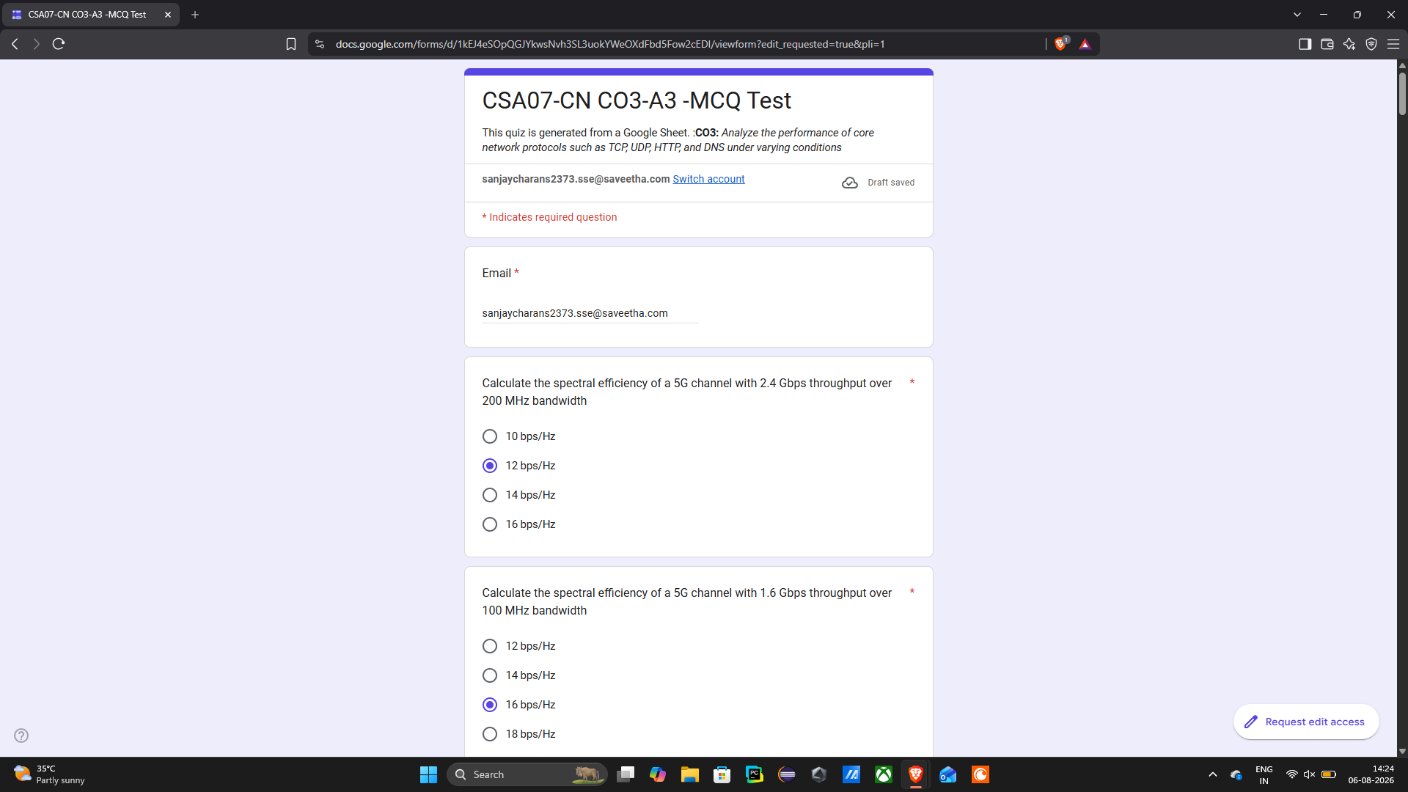 CSA07-CN CO3-A3 -MCQ Test
docs.google.com/forms/d/1kEJ4eSOpQGJYkwsNvh3SL3uokYWeOXdFbd5Fow2cEDI/viewform?edit_requested=true&pli=1
1
CSA07-CN CO3-A3 -MCQ Test
This quiz is generated from a Google Sheet. :CO3: Analyze the performance of core
network protocols such as TCP, UDP, HTTP, and DNS under varying conditions
sanjaycharans2373.sse@saveetha.com Switch account
Draft saved
* Indicates required question
Email *
sanjaycharans2373.sse@saveetha.com
Calculate the spectral efficiency of a 5G channel with 2.4 Gbps throughput over *
200 MHz bandwidth
10 bps/Hz
12 bps/Hz
14 bps/Hz
16 bps/Hz
Calculate the spectral efficiency of a 5G channel with 1.6 Gbps throughput over *
100 MHz bandwidth
12 bps/Hz
14 bps/Hz
16 bps/Hz
18 bps/Hz
Request edit access
35°C
Partly sunny
Search
PC
ENG
IN
14:24
06-08-2026